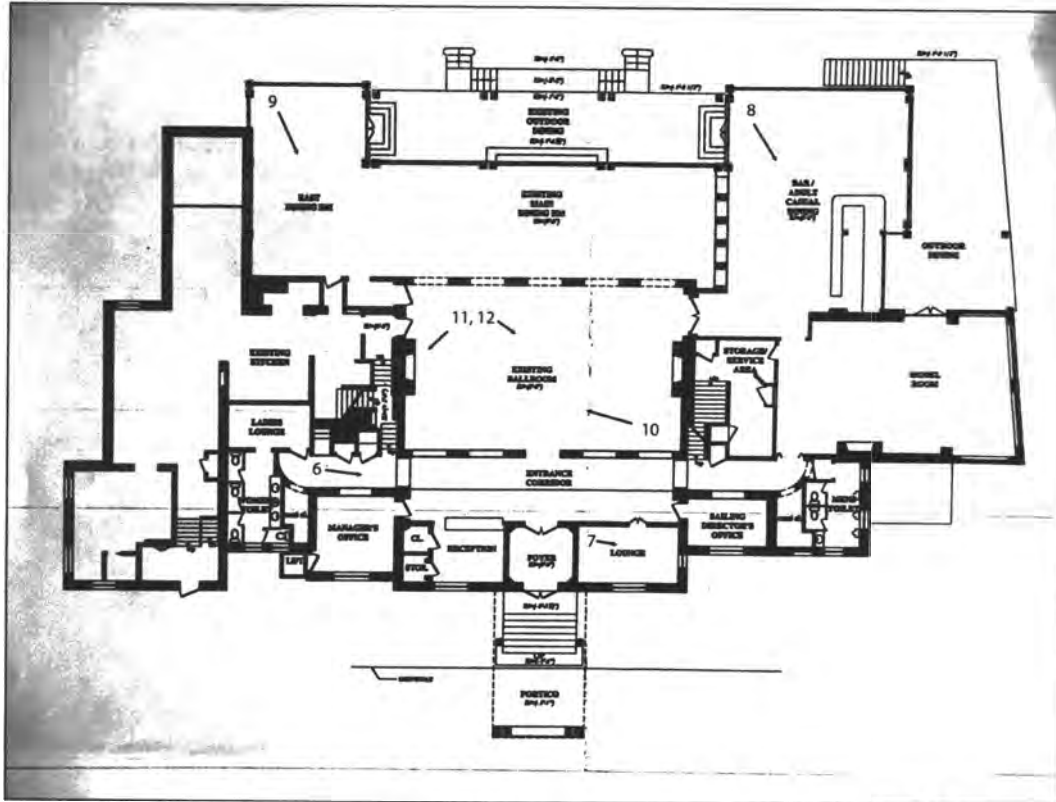 9
8
EXISTING
OUTDOOR
DINING
EAST
DINING RM
EXISTING
MAIN
DINING RM
BAR/
ADULT
CASUAL
DINING
OUTDOOR
DINING
11, 12
EXISTING
KITCHEN
EXISTING
BALLROOM
STORAGE/
SERVICE
AREA
MODEL
ROOM
LADIES
LOUNGE
10
6
ENTRANCE
CORRIDOR
WOMEN'S
TOILET
MEN'S
TOILET
MANAGER'S
OFFICE
CL.
STOR.
RECEPTION
FOYER
7
LOUNGE
SAILING
DIRECTOR'S
OFFICE
LIFT
UP
PORTICO